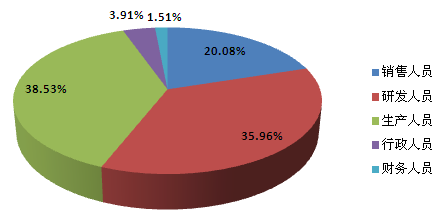 3.91%
1.51%
20.08%
38.53%
35.96%
销售人员
研发人员
生产人员
行政人员
财务人员